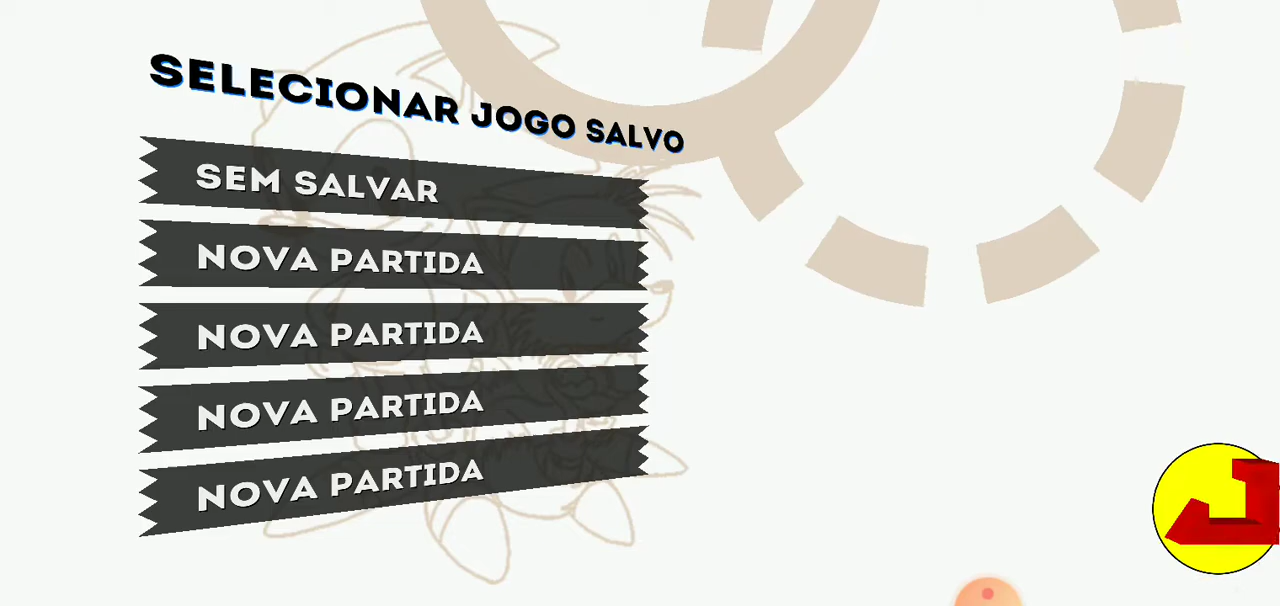 SELECIONAR JOGO SALVO
SEM SALVAR
NOVA PARTIDA
NOVA PARTIDA
NOVA PARTIDA
NOVA PARTIDA
J